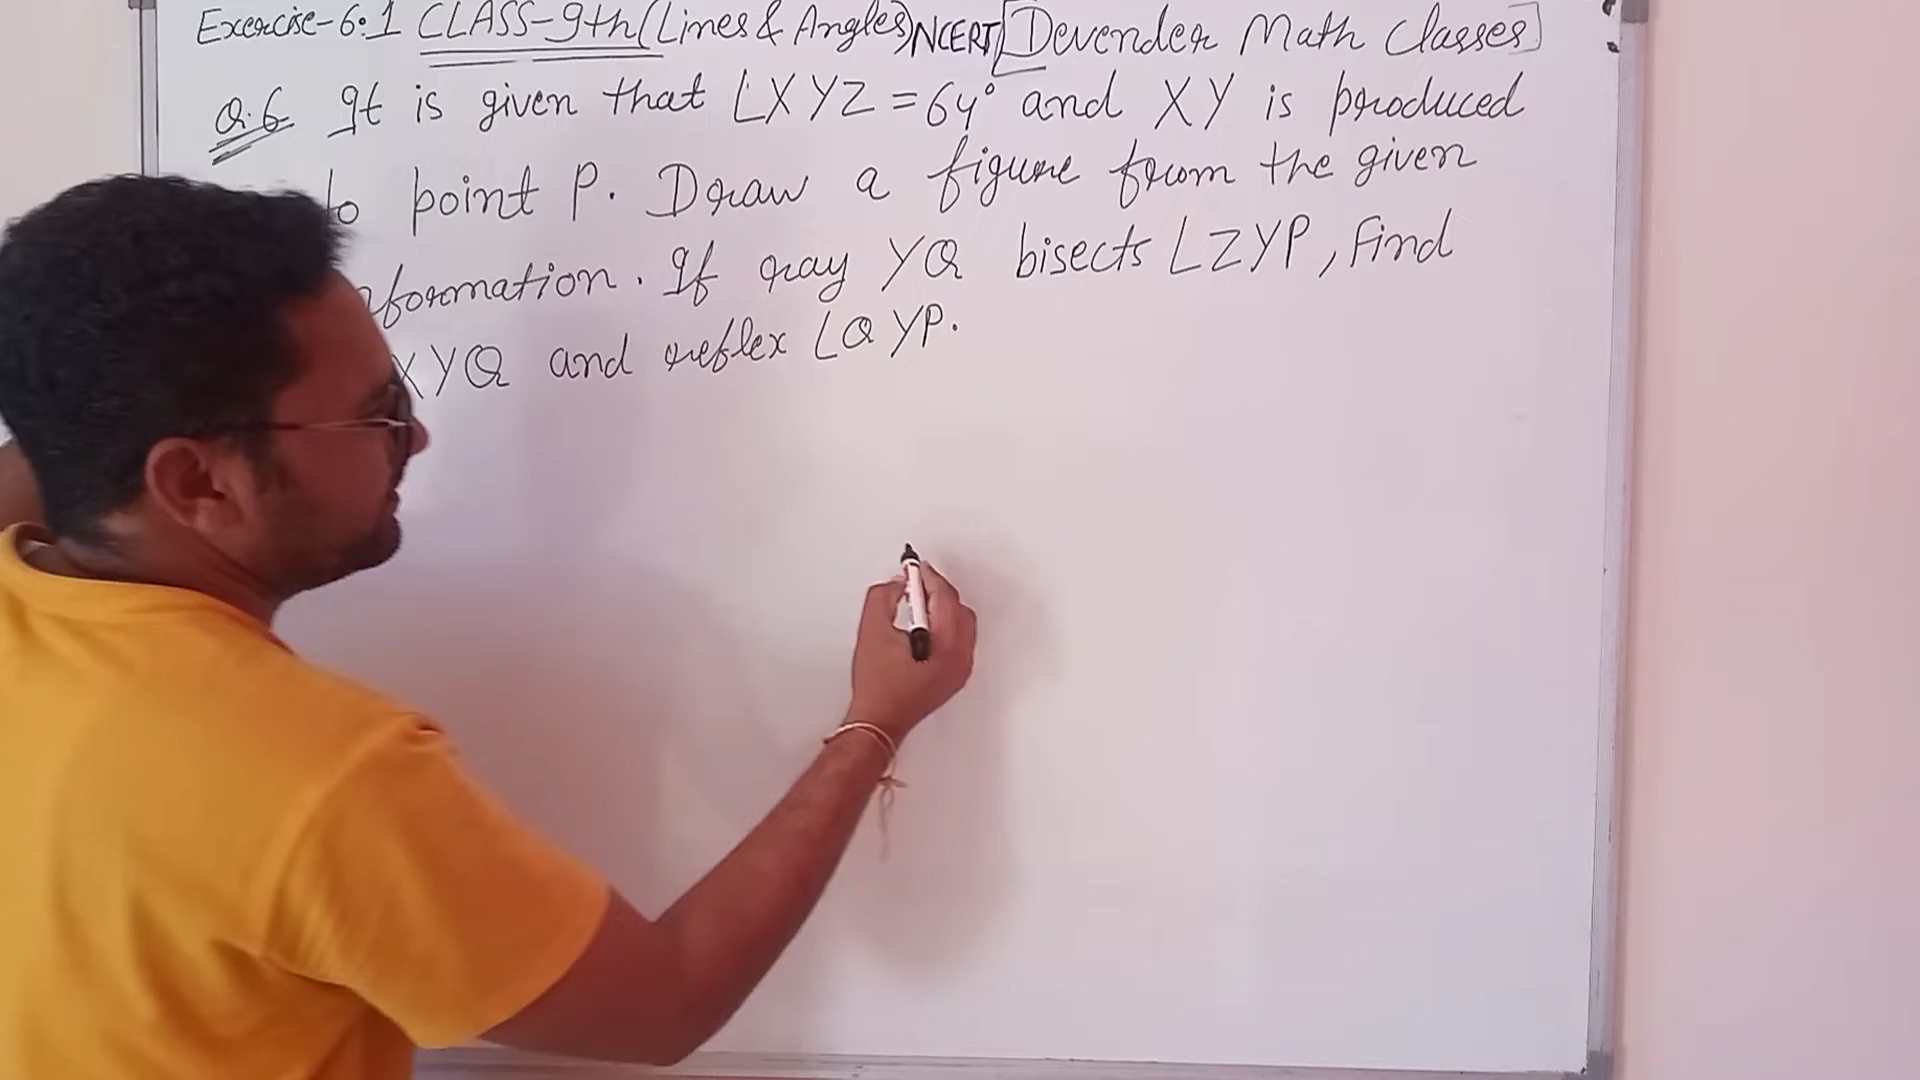 Exercise-6.1 CLASS-9th (Lines & Angles) NCERT [Devender Math Classes]
Q.6 It is given that ∠XYZ = 64° and XY is produced
to point P. Draw a figure from the given
formation. If ray YQ bisects ∠ZYP, Find
XYQ and reflex ∠QYP.